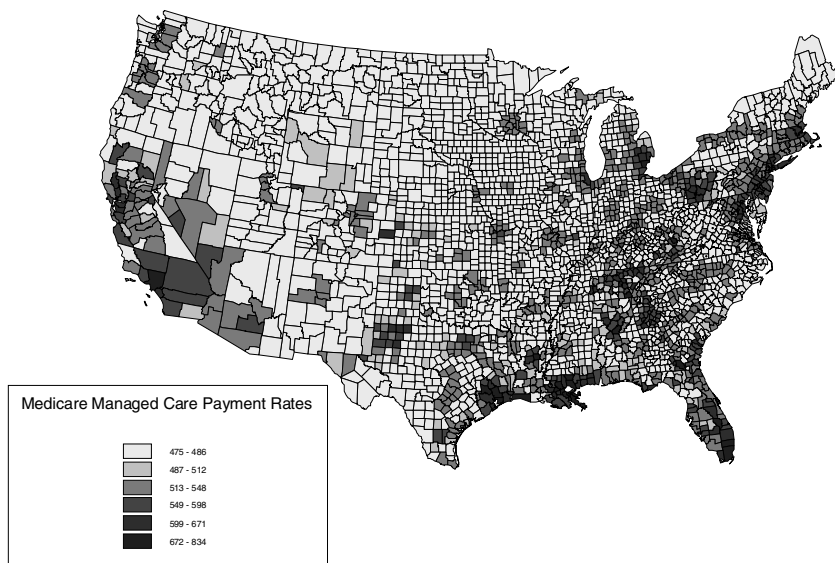 Medicare Managed Care Payment Rates
475 - 486
487 - 512
513 - 548
549 - 598
599 - 671
672 - 834